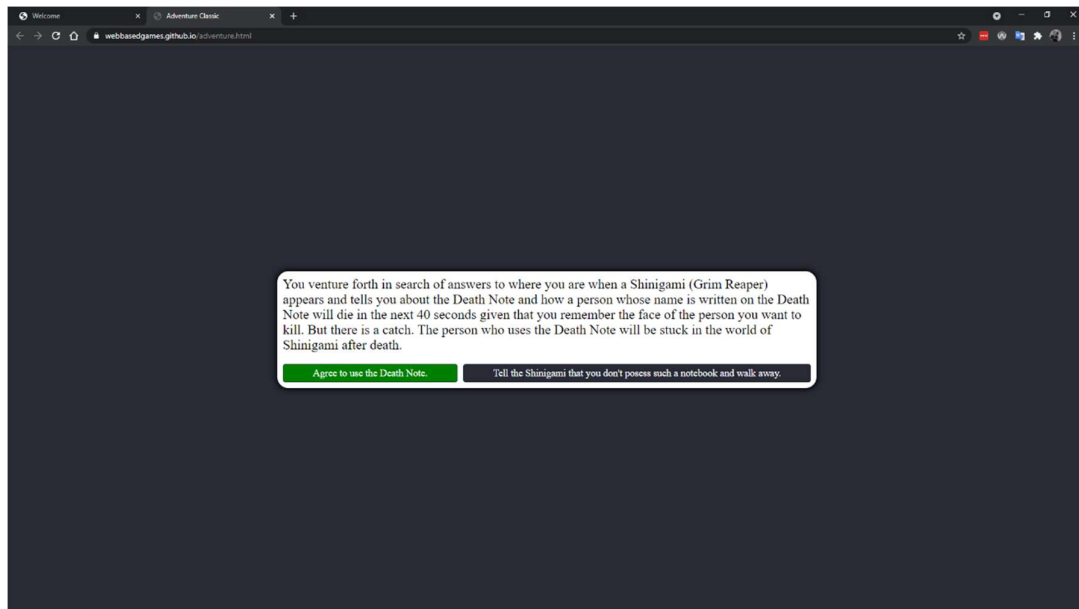 Welcome
Adventure Classic
webbasedgames.github.io/adventure.html
You venture forth in search of answers to where you are when a Shinigami (Grim Reaper)
appears and tells you about the Death Note and how a person whose name is written on the Death
Note will die in the next 40 seconds given that you remember the face of the person you want to
kill. But there is a catch. The person who uses the Death Note will be stuck in the world of
Shinigami after death.
Agree to use the Death Note.
Tell the Shinigami that you don't posess such a notebook and walk away.